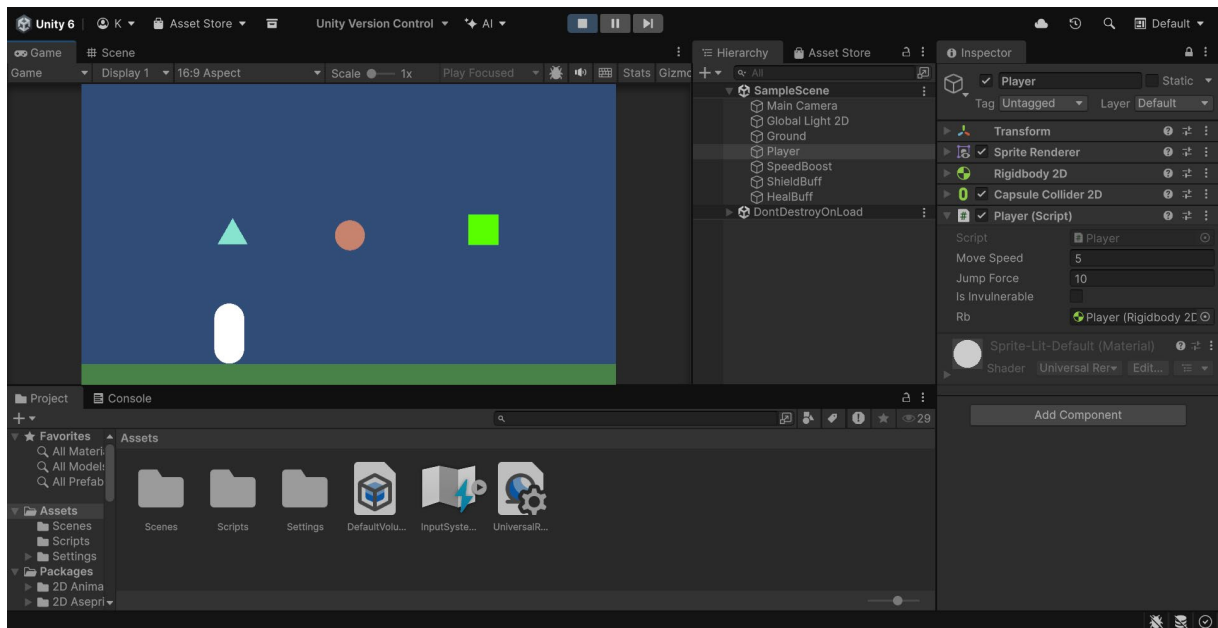 Unity 6 K Asset Store Unity Version Control AI Default
Game Scene
Game Display 1 16:9 Aspect Scale 1x Play Focused Stats Gizmo
Hierarchy Asset Store
All
SampleScene
Main Camera
Global Light 2D
Ground
Player
SpeedBoost
ShieldBuff
HealBuff
DontDestroyOnLoad
Inspector
Player Static
Tag Untagged Layer Default
Transform
Sprite Renderer
Rigidbody 2D
Capsule Collider 2D
# Player (Script)
Script Player
Move Speed 5
Jump Force 10
Is Invulnerable
Rb Player (Rigidbody 2D
Sprite-Lit-Default (Material)
Shader Universal Rer Edit...
Add Component
Project Console
29
Favorites
All Materi
All Models
All Prefab
Assets
Scenes
Scripts
Settings
Packages
2D Anima
2D Asepri
Assets
Scenes Scripts Settings DefaultVolu... InputSyste... UniversalR...